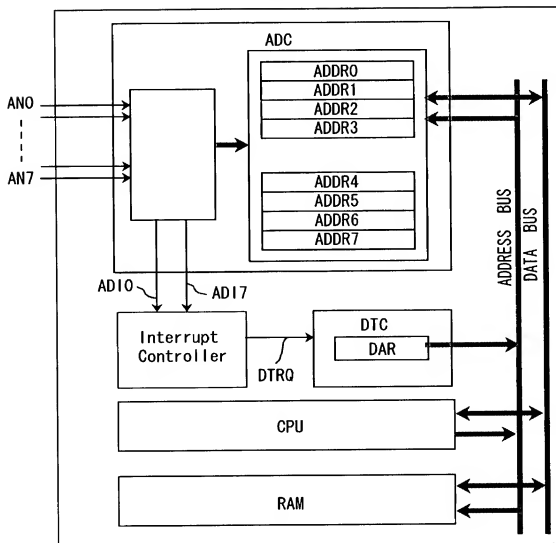 ADC
ADDR0
ADDR1
ADDR2
ADDR3
AN0
AN7
ADDR4
ADDR5
ADDR6
ADDR7
ADDRESS BUS
DATA BUS
ADI0
ADI7
Interrupt
Controller
DTRQ
DTC
DAR
CPU
RAM